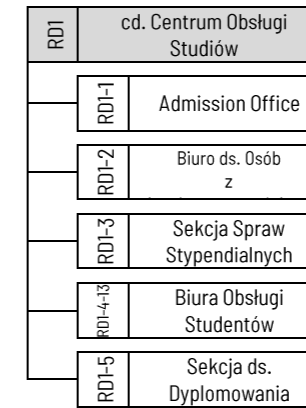 RD1
cd. Centrum Obsługi
Studiów
RD1-1
Admission Office
RD1-2
Biuro ds. Osób
z
RD1-3
Sekcja Spraw
Stypendialnych
RD1-4-13
Biura Obsługi
Studentów
RD1-5
Sekcja ds.
Dyplomowania